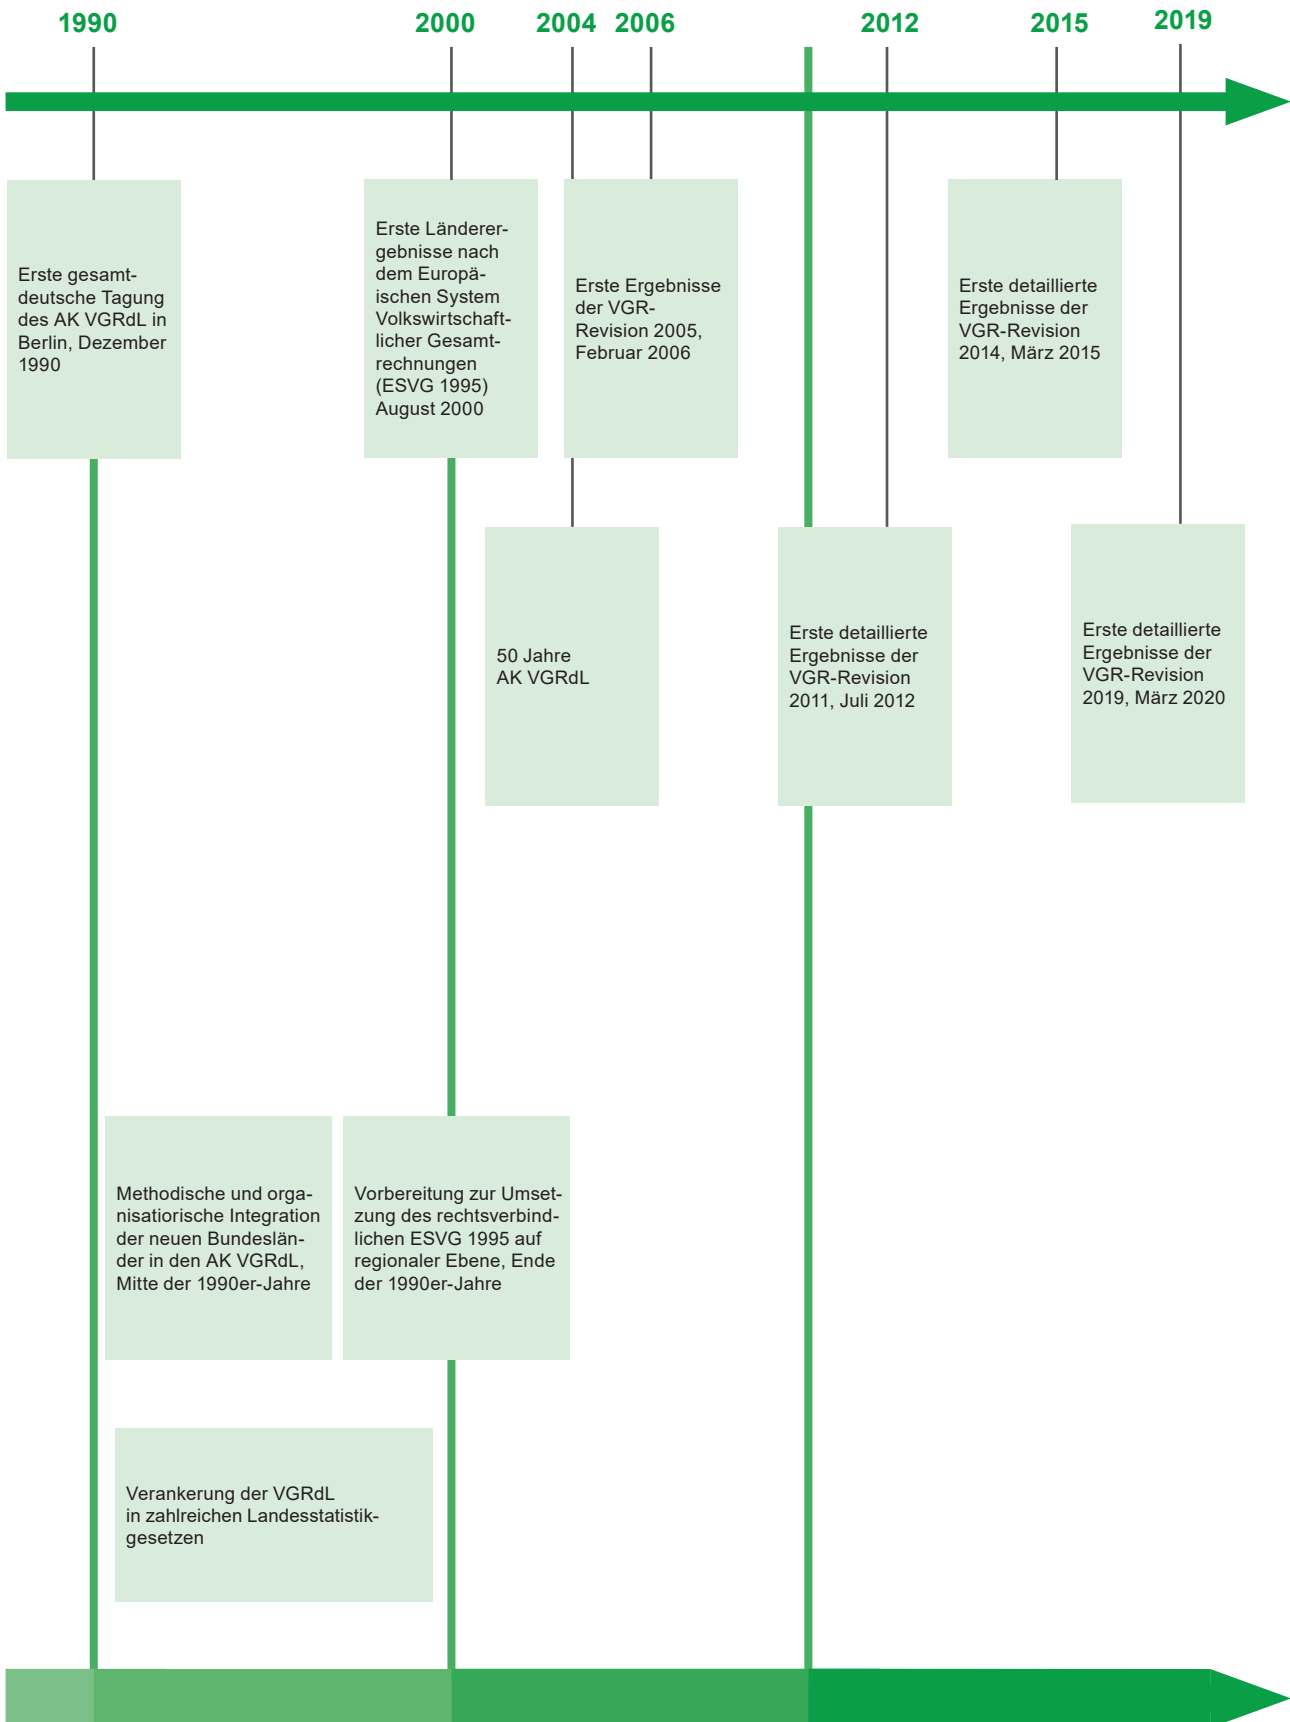 1990
2000
2004
2006
2012
2015
2019
Erste gesamt-
deutsche Tagung
des AK VGRdL in
Berlin, Dezember
1990
Erste Länderer-
gebnisse nach
dem Europä-
ischen System
Volkswirtschaft-
licher Gesamt-
rechnungen
(ESVG 1995)
August 2000
Erste Ergebnisse
der VGR-
Revision 2005,
Februar 2006
Erste detaillierte
Ergebnisse der
VGR-Revision
2014, März 2015
50 Jahre
AK VGRdL
Erste detaillierte
Ergebnisse der
VGR-Revision
2011, Juli 2012
Erste detaillierte
Ergebnisse der
VGR-Revision
2019, März 2020
Methodische und orga-
nisatiorische Integration
der neuen Bundeslän-
der in den AK VGRdL,
Mitte der 1990er-Jahre
Vorbereitung zur Umset-
zung des rechtsverbind-
lichen ESVG 1995 auf
regionaler Ebene, Ende
der 1990er-Jahre
Verankerung der VGRdL
in zahlreichen Landesstatistik-
gesetzen